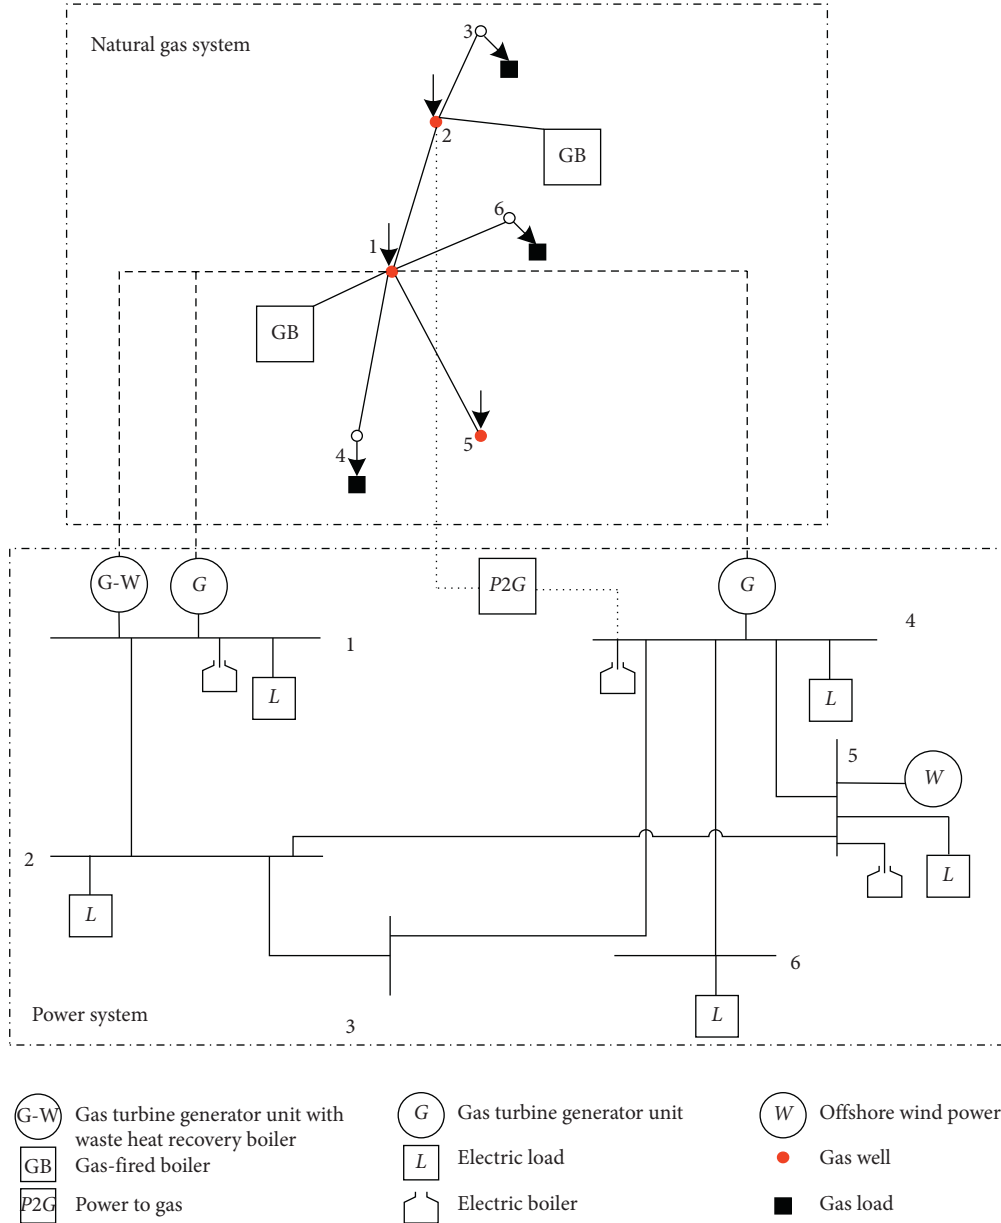 Natural gas system
3
2
GB
6
1
GB
5
4
G-W
G
P2G
G
1
4
L
L
5
W
2
L
L
6
L
3
Power system
G-W Gas turbine generator unit with
waste heat recovery boiler
GB Gas-fired boiler
P2G Power to gas
G Gas turbine generator unit
L Electric load
Electric boiler
W Offshore wind power
Gas well
Gas load